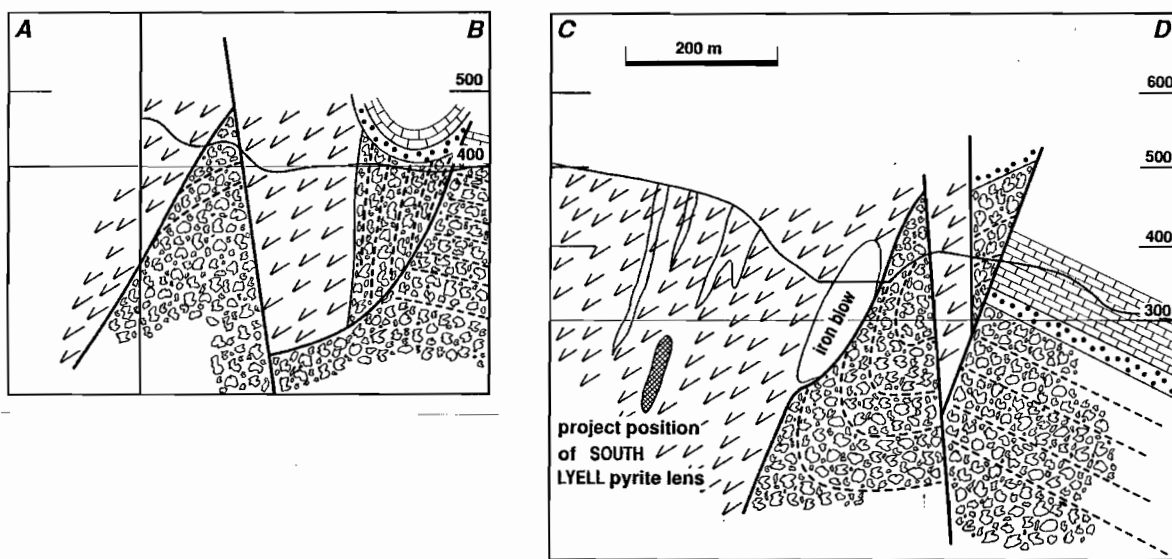 A
B
500
400
C
D
200 m
600
500
400
300
iron blow
project position
of SOUTH
LYELL pyrite lens